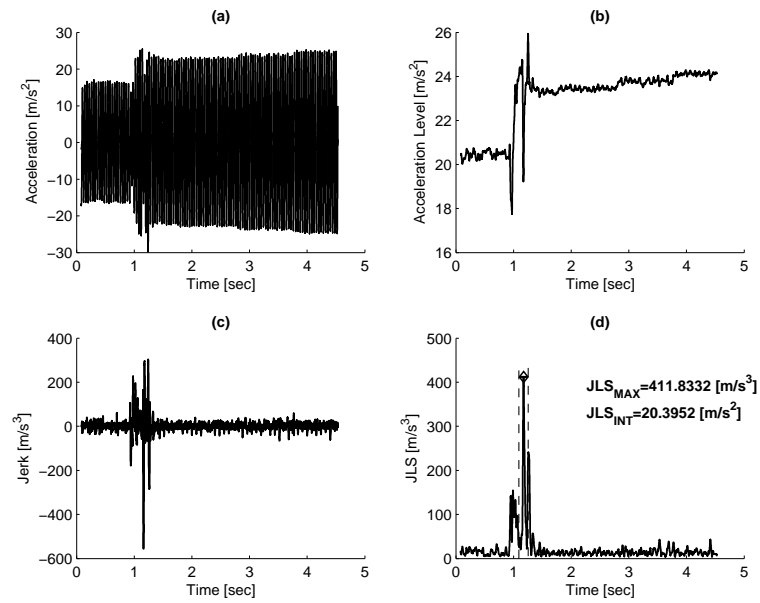 (a)
30
20
10
0
−10
−20
−30
Acceleration [m/s²]
0 1 2 3 4 5
Time [sec]
(b)
26
24
22
20
18
16
Acceleration Level [m/s²]
0 1 2 3 4 5
Time [sec]
(c)
400
200
0
−200
−400
−600
Jerk [m/s³]
0 1 2 3 4 5
Time [sec]
(d)
500
400
300
200
100
0
JLS [m/s³]
JLS_MAX=411.8332 [m/s³]
JLS_INT=20.3952 [m/s²]
0 1 2 3 4 5
Time [sec]